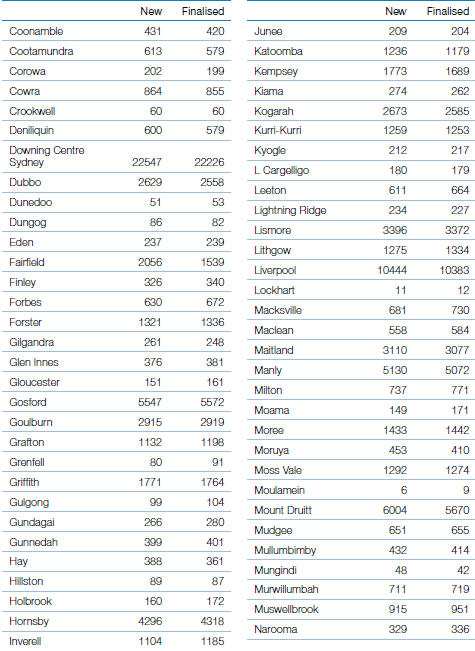 New Finalised
Coonamble 431 420
Cootamundra 613 579
Corowa 202 199
Cowra 864 855
Crookwell 60 60
Deniliquin 600 579
Downing Centre
Sydney 22547 22226
Dubbo 2629 2558
Dunedoo 51 53
Dungog 86 82
Eden 237 239
Fairfield 2056 1539
Finley 326 340
Forbes 630 672
Forster 1321 1336
Gilgandra 261 248
Glen Innes 376 381
Gloucester 151 161
Gosford 5547 5572
Goulburn 2915 2919
Grafton 1132 1198
Grenfell 80 91
Griffith 1771 1764
Gulgong 99 104
Gundagai 266 280
Gunnedah 399 401
Hay 388 361
Hillston 89 87
Holbrook 160 172
Hornsby 4296 4318
Inverell 1104 1185
New Finalised
Junee 209 204
Katoomba 1236 1179
Kempsey 1773 1689
Kiama 274 262
Kogarah 2673 2585
Kurri-Kurri 1259 1253
Kyogle 212 217
L Cargelligo 180 179
Leeton 611 664
Lightning Ridge 234 227
Lismore 3396 3372
Lithgow 1275 1334
Liverpool 10444 10383
Lockhart 11 12
Macksville 681 730
Maclean 558 584
Maitland 3110 3077
Manly 5130 5072
Milton 737 771
Moama 149 171
Moree 1433 1442
Moruya 453 410
Moss Vale 1292 1274
Moulamein 6 9
Mount Druitt 6004 5670
Mudgee 651 655
Mullumbimby 432 414
Mungindi 48 42
Murwillumbah 711 719
Muswellbrook 915 951
Narooma 329 336